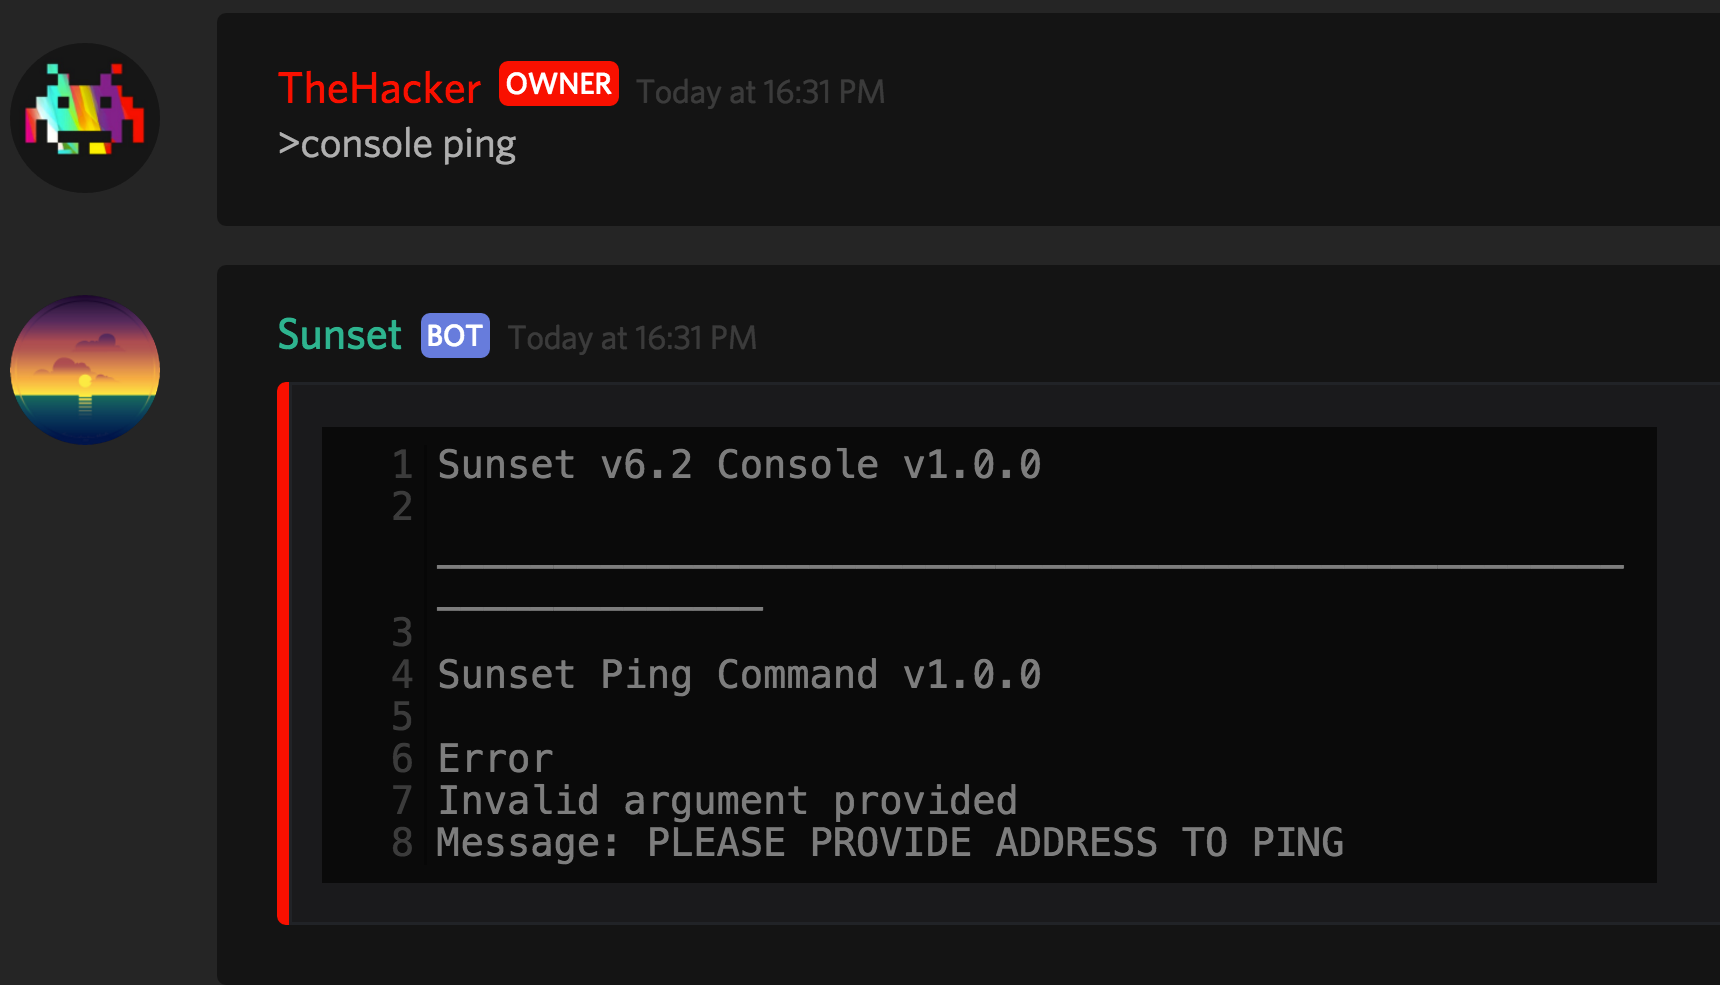 TheHacker OWNER Today at 16:31 PM
>console ping
Sunset BOT Today at 16:31 PM
1 Sunset v6.2 Console v1.0.0
2
3
4 Sunset Ping Command v1.0.0
5
6 Error
7 Invalid argument provided
8 Message: PLEASE PROVIDE ADDRESS TO PING